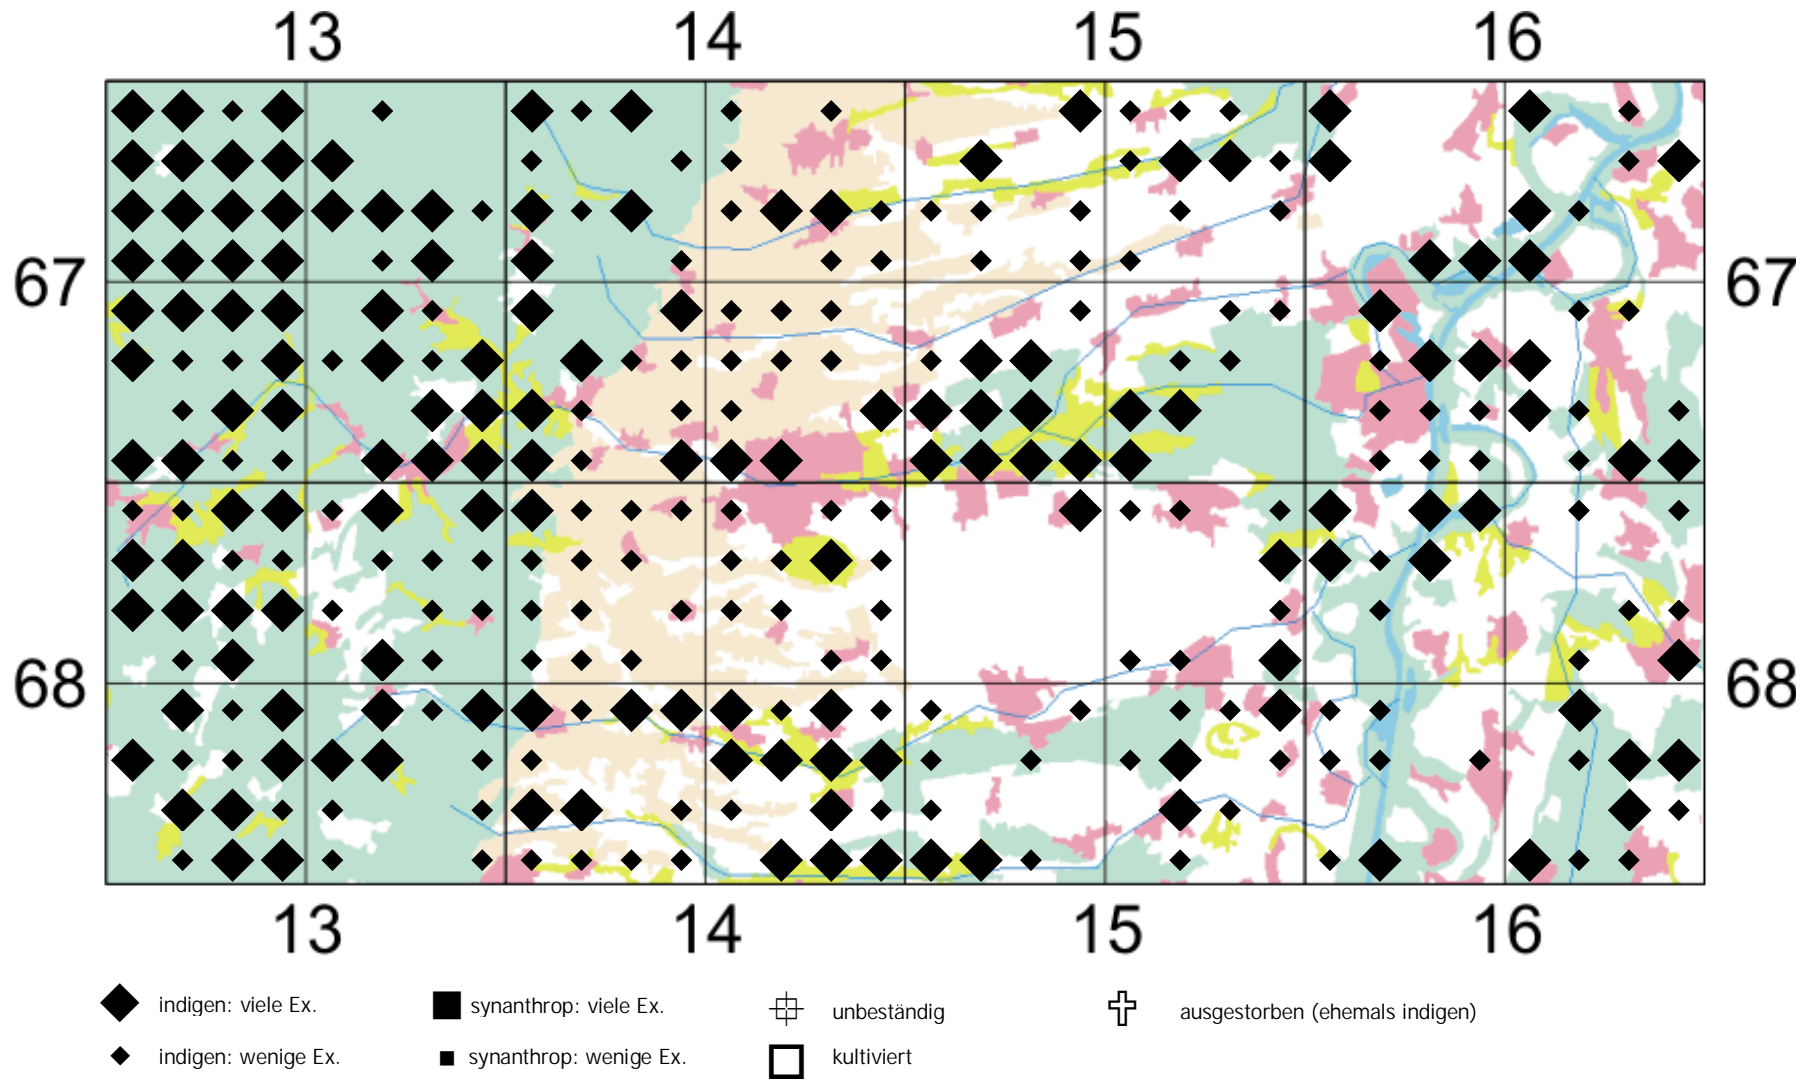 13 14 15 16
67 67
68 68
13 14 15 16
indigen: viele Ex. synanthrop: viele Ex. unbeständig ausgestorben (ehemals indigen)
indigen: wenige Ex. synanthrop: wenige Ex. kultiviert